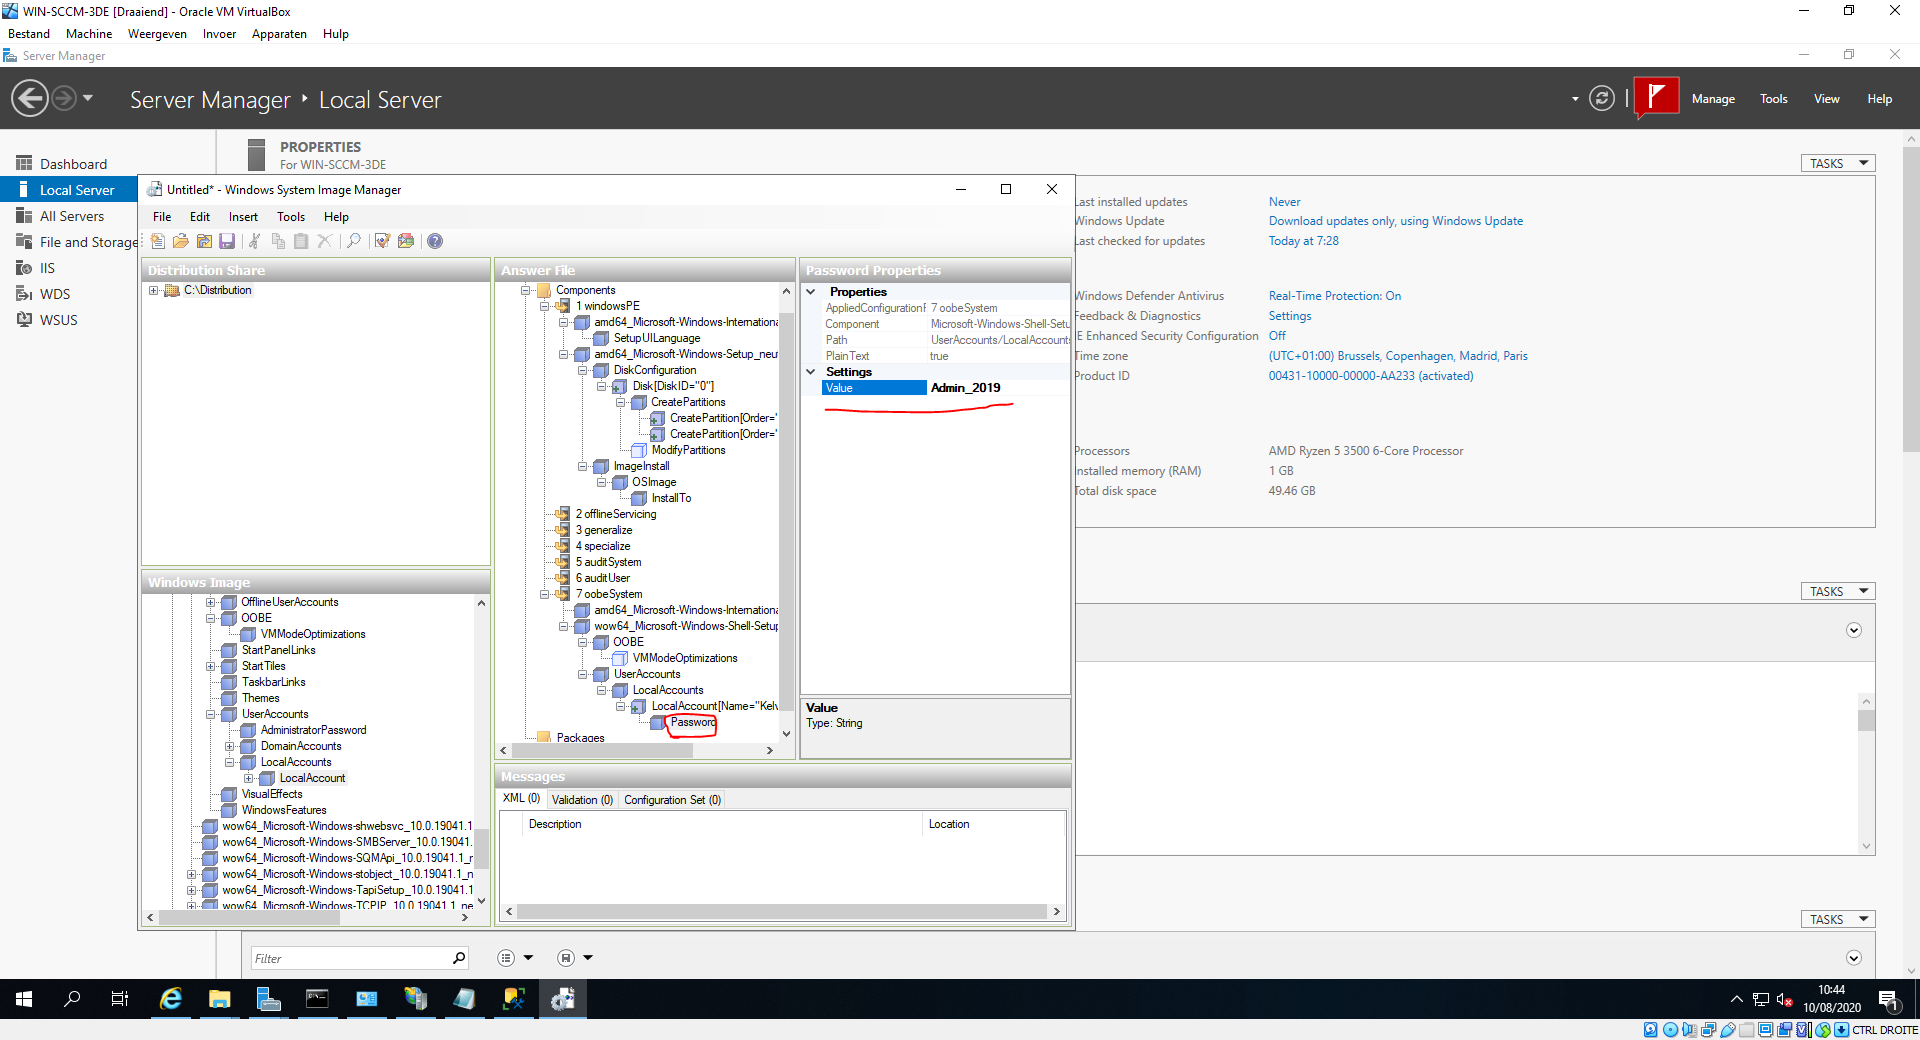 WIN-SCCM-3DE [Draaiend] - Oracle VM VirtualBox
Bestand Machine Weergeven Invoer Apparaten Hulp
Server Manager
Server Manager Local Server
Manage Tools View Help
Dashboard
Local Server
All Servers
File and Storage
IIS
WDS
WSUS
PROPERTIES
For WIN-SCCM-3DE
TASKS
Untitled* - Windows System Image Manager
File Edit Insert Tools Help
Distribution Share
C:\Distribution
Windows Image
OfflineUserAccounts
OOBE
VMModeOptimizations
StartPanelLinks
StartTiles
TaskbarLinks
Themes
UserAccounts
AdministratorPassword
DomainAccounts
LocalAccounts
LocalAccount
VisualEffects
WindowsFeatures
wow64_Microsoft-Windows-shwebsvc_10.0.19041.1
wow64_Microsoft-Windows-SMBServer_10.0.19041.
wow64_Microsoft-Windows-SQMApi_10.0.19041.1_n
wow64_Microsoft-Windows-stobject_10.0.19041.1_n
wow64_Microsoft-Windows-TapiSetup_10.0.19041.1
wow64_Microsoft-Windows-TCPIP_10.0.19041.1_ne
Answer File
Components
1 windowsPE
amd64_Microsoft-Windows-Internationa
SetupUILanguage
amd64_Microsoft-Windows-Setup_neu
DiskConfiguration
Disk[DiskID="0"]
CreatePartitions
CreatePartition[Order="
CreatePartition[Order="
ModifyPartitions
ImageInstall
OSImage
InstallTo
2 offlineServicing
3 generalize
4 specialize
5 auditSystem
6 auditUser
7 oobeSystem
amd64_Microsoft-Windows-Internationa
wow64_Microsoft-Windows-Shell-Setup
OOBE
VMModeOptimizations
UserAccounts
LocalAccounts
LocalAccount[Name="Kelv
Password
Packages
Password Properties
Properties
AppliedConfigurationF 7 oobeSystem
Component Microsoft-Windows-Shell-Setu
Path UserAccounts/LocalAccounts
PlainText true
Settings
Value Admin_2019
Value
Type: String
Messages
XML (0) Validation (0) Configuration Set (0)
Description Location
Last installed updates Never
Windows Update Download updates only, using Windows Update
Last checked for updates Today at 7:28
Windows Defender Antivirus Real-Time Protection: On
Feedback & Diagnostics Settings
IE Enhanced Security Configuration Off
Time zone (UTC+01:00) Brussels, Copenhagen, Madrid, Paris
Product ID 00431-10000-00000-AA233 (activated)
Processors AMD Ryzen 5 3500 6-Core Processor
Installed memory (RAM) 1 GB
Total disk space 49.46 GB
TASKS
TASKS
Filter
10:44
10/08/2020
1
CTRL DROITE